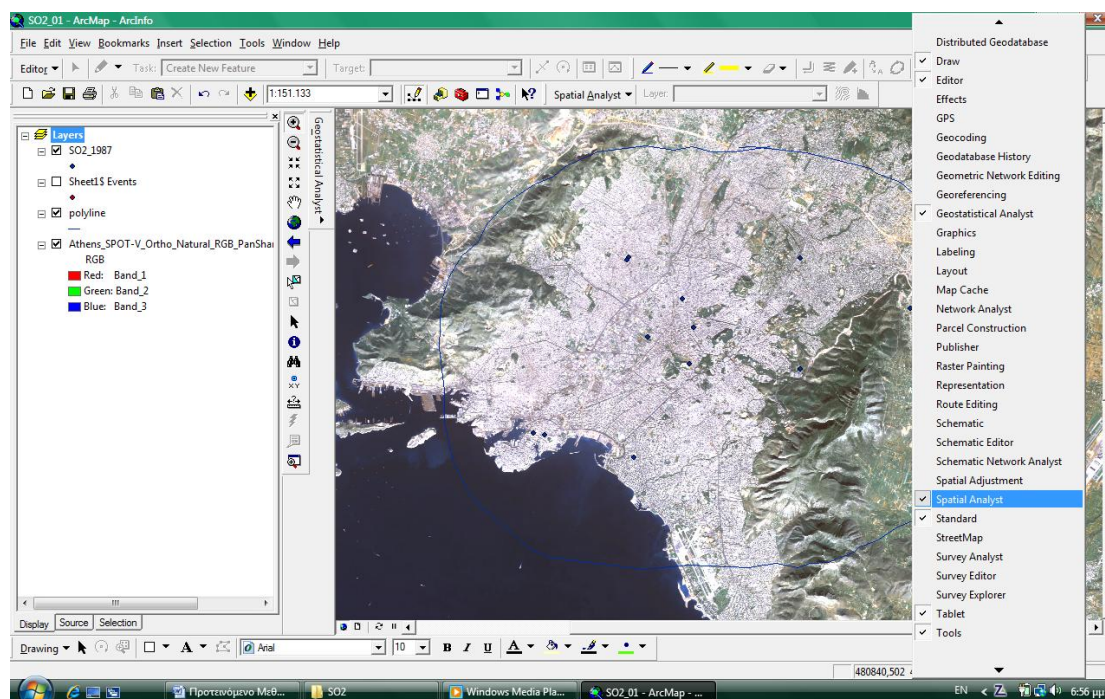 SO2_01 - ArcMap - ArcInfo
File Edit View Bookmarks Insert Selection Tools Window Help
Editor Task: Create New Feature Target:
1:151.133 Spatial Analyst Layer:
Layers
SO2_1987
Sheet1$ Events
polyline
Athens_SPOT-V_Ortho_Natural_RGB_PanSha
RGB
Red: Band_1
Green: Band_2
Blue: Band_3
Geostatistical Analyst
Distributed Geodatabase
Draw
Editor
Effects
GPS
Geocoding
Geodatabase History
Geometric Network Editing
Georeferencing
Geostatistical Analyst
Graphics
Labeling
Layout
Map Cache
Network Analyst
Parcel Construction
Publisher
Raster Painting
Representation
Route Editing
Schematic
Schematic Editor
Schematic Network Analyst
Spatial Adjustment
Spatial Analyst
Standard
StreetMap
Survey Analyst
Survey Editor
Survey Explorer
Tablet
Tools
Display Source Selection
Drawing A Arial 10 B I U A
480840,502
Προτεινόμενο Μεθ... SO2 Windows Media Pla... SO2_01 - ArcMap - ... EN 6:56 μμ